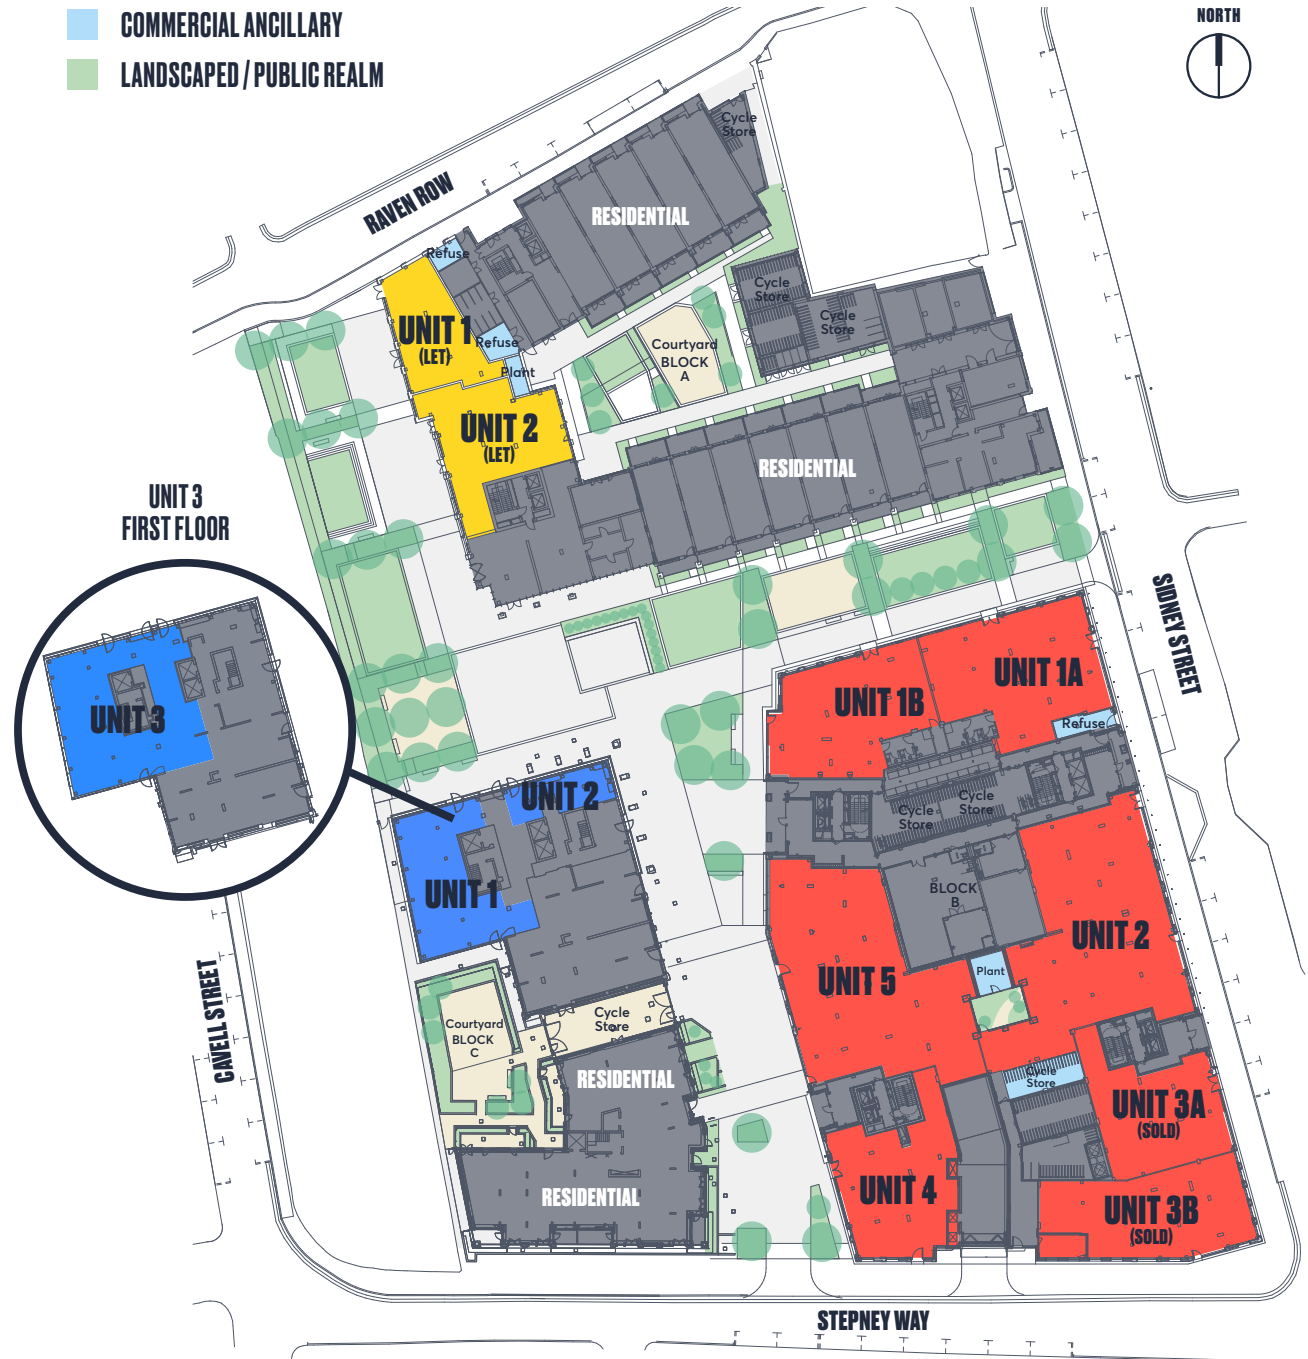 COMMERCIAL ANCILLARY
LANDSCAPED / PUBLIC REALM
NORTH
Cycle
Store
RAVEN ROW
RESIDENTIAL
Refuse
Cycle
Store
Cycle
Store
UNIT 1
(LET)
Refuse
Plant
Courtyard
BLOCK
A
UNIT 2
(LET)
RESIDENTIAL
UNIT 3
FIRST FLOOR
UNIT 3
SIDNEY STREET
UNIT 1A
UNIT 1B
Refuse
UNIT 2
Cycle
Store
Cycle
Store
UNIT 1
BLOCK
B
UNIT 2
UNIT 5
Plant
CAVELL STREET
Courtyard
BLOCK
C
Cycle
Store
RESIDENTIAL
Cycle
Store
UNIT 3A
(SOLD)
RESIDENTIAL
UNIT 4
UNIT 3B
(SOLD)
STEPNEY WAY